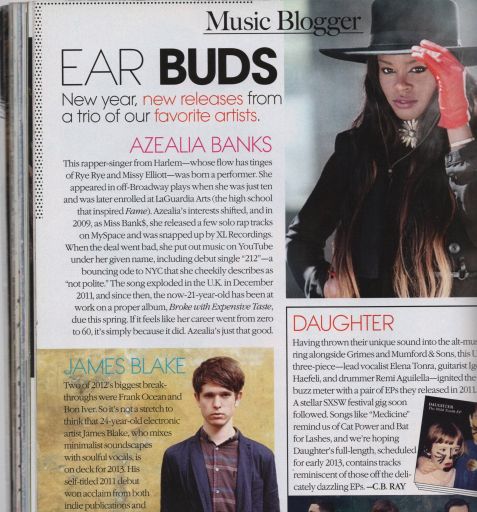 Music Blogger
EAR BUDS
New year, new releases from
a trio of our favorite artists.
AZEALIA BANKS
This rapper-singer from Harlem—whose flow has tinges
of Rye Rye and Missy Elliott—was born a performer. She
appeared in off-Broadway plays when she was just ten
and was later enrolled at LaGuardia Arts (the high school
that inspired Fame). Azealia's interests shifted, and in
2009, as Miss Bank$, she released a few solo rap tracks
on MySpace and was snapped up by XL Recordings.
When the deal went bad, she put out music on YouTube
under her given name, including debut single "212"—a
bouncing ode to NYC that she cheekily describes as
"not polite." The song exploded in the U.K. in December
2011, and since then, the now-21-year-old has been at
work on a proper album, Broke with Expensive Taste,
due this spring. If it feels like her career went from zero
to 60, it's simply because it did. Azealia's just that good.
JAMES BLAKE
Two of 2012's biggest break-
throughs were Frank Ocean and
Bon Iver. So it's not a stretch to
think that 24-year-old electronic
artist James Blake, who mixes
minimalist soundscapes
with soulful vocals, is
on deck for 2013. His
self-titled 2011 debut
won acclaim from both
indie publications and
DAUGHTER
Having thrown their unique sound into the alt-mus
ring alongside Grimes and Mumford & Sons, this U
three-piece—lead vocalist Elena Tonra, guitarist Ig
Haefeli, and drummer Remi Aguilella—ignited the
buzz meter with a pair of EPs they released in 2011.
A stellar SXSW festival gig soon
followed. Songs like "Medicine"
remind us of Cat Power and Bat
for Lashes, and we're hoping
Daughter's full-length, scheduled
for early 2013, contains tracks
reminiscent of those off the deli-
cately dazzling EPs. —C.B. RAY
DAUGHTER
The Wild Youth EP